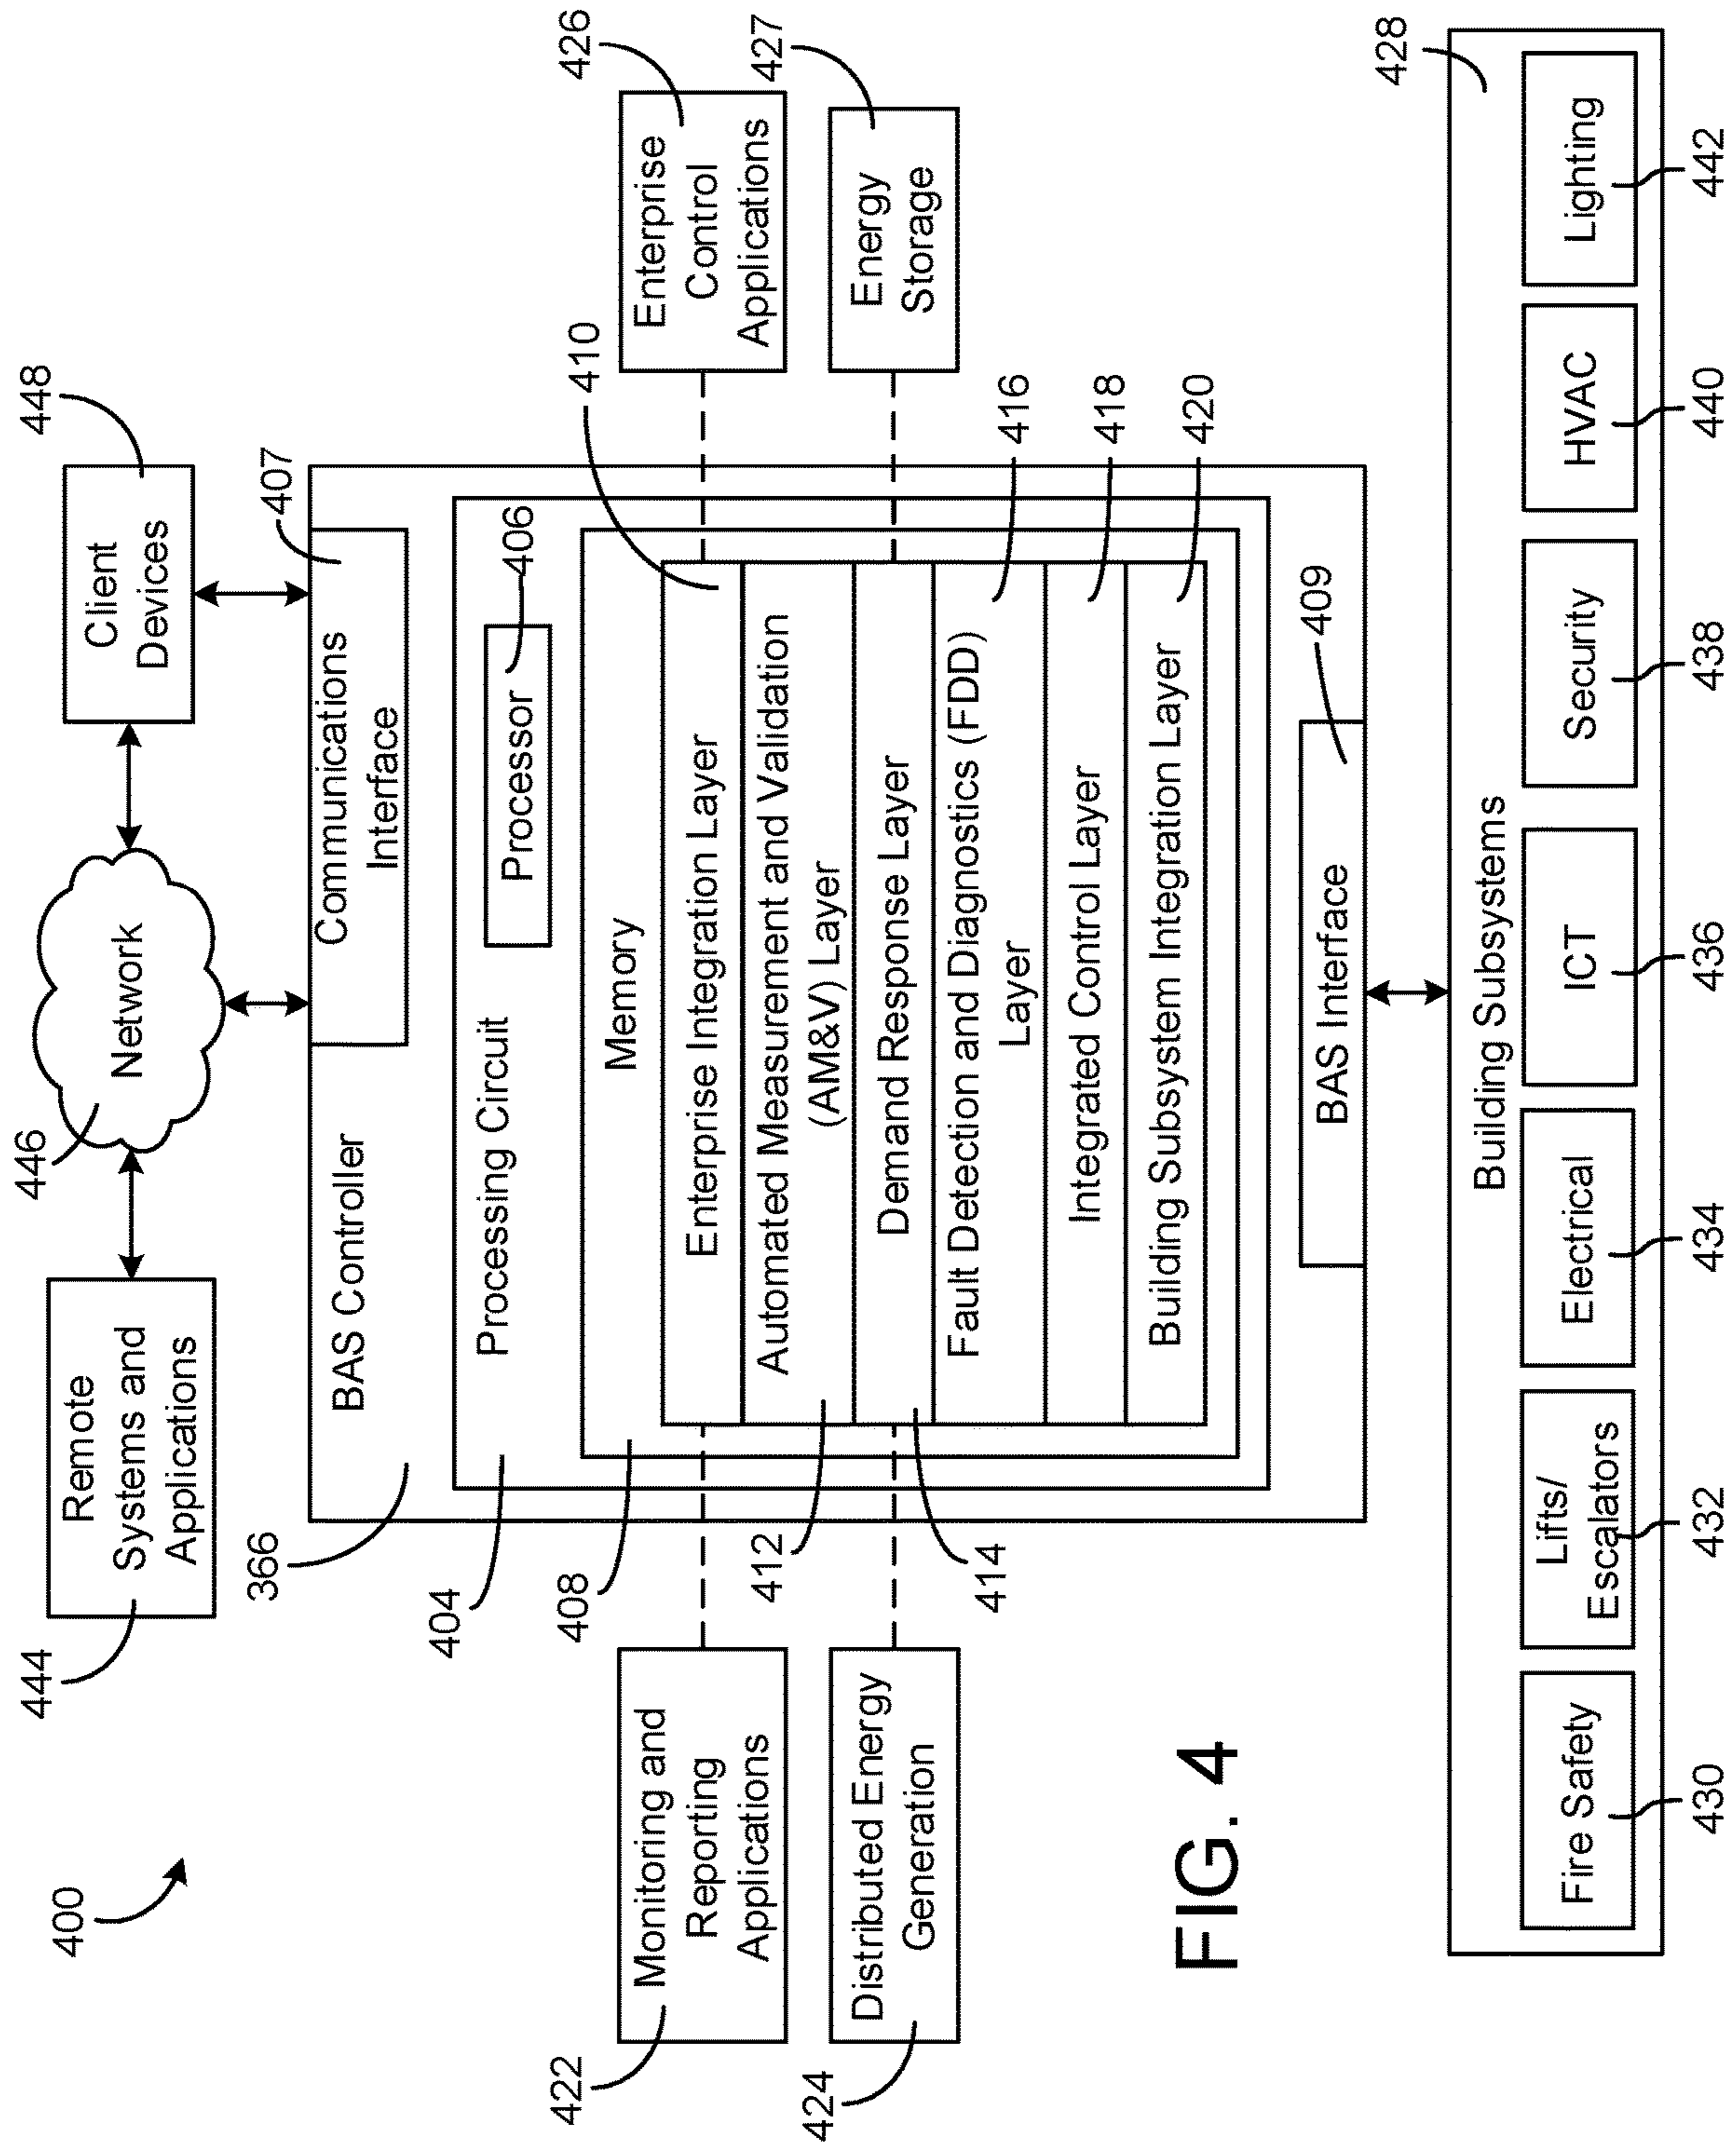 400
444
Remote
Systems and
Applications
446
Network
448
Client
Devices
366
BAS Controller
407
Communications
Interface
404
Processing Circuit
Processor
406
408
Memory
410
Enterprise Integration Layer
412
Automated Measurement and Validation
(AM&V) Layer
414
Demand Response Layer
Fault Detection and Diagnostics (FDD)
Layer
416
Integrated Control Layer
418
Building Subsystem Integration Layer
420
BAS Interface
409
422
Monitoring and
Reporting
Applications
424
Distributed Energy
Generation
426
Enterprise
Control
Applications
427
Energy
Storage
FIG. 4
428
Building Subsystems
Fire Safety
Lifts/
Escalators
Electrical
ICT
Security
HVAC
Lighting
430
432
434
436
438
440
442